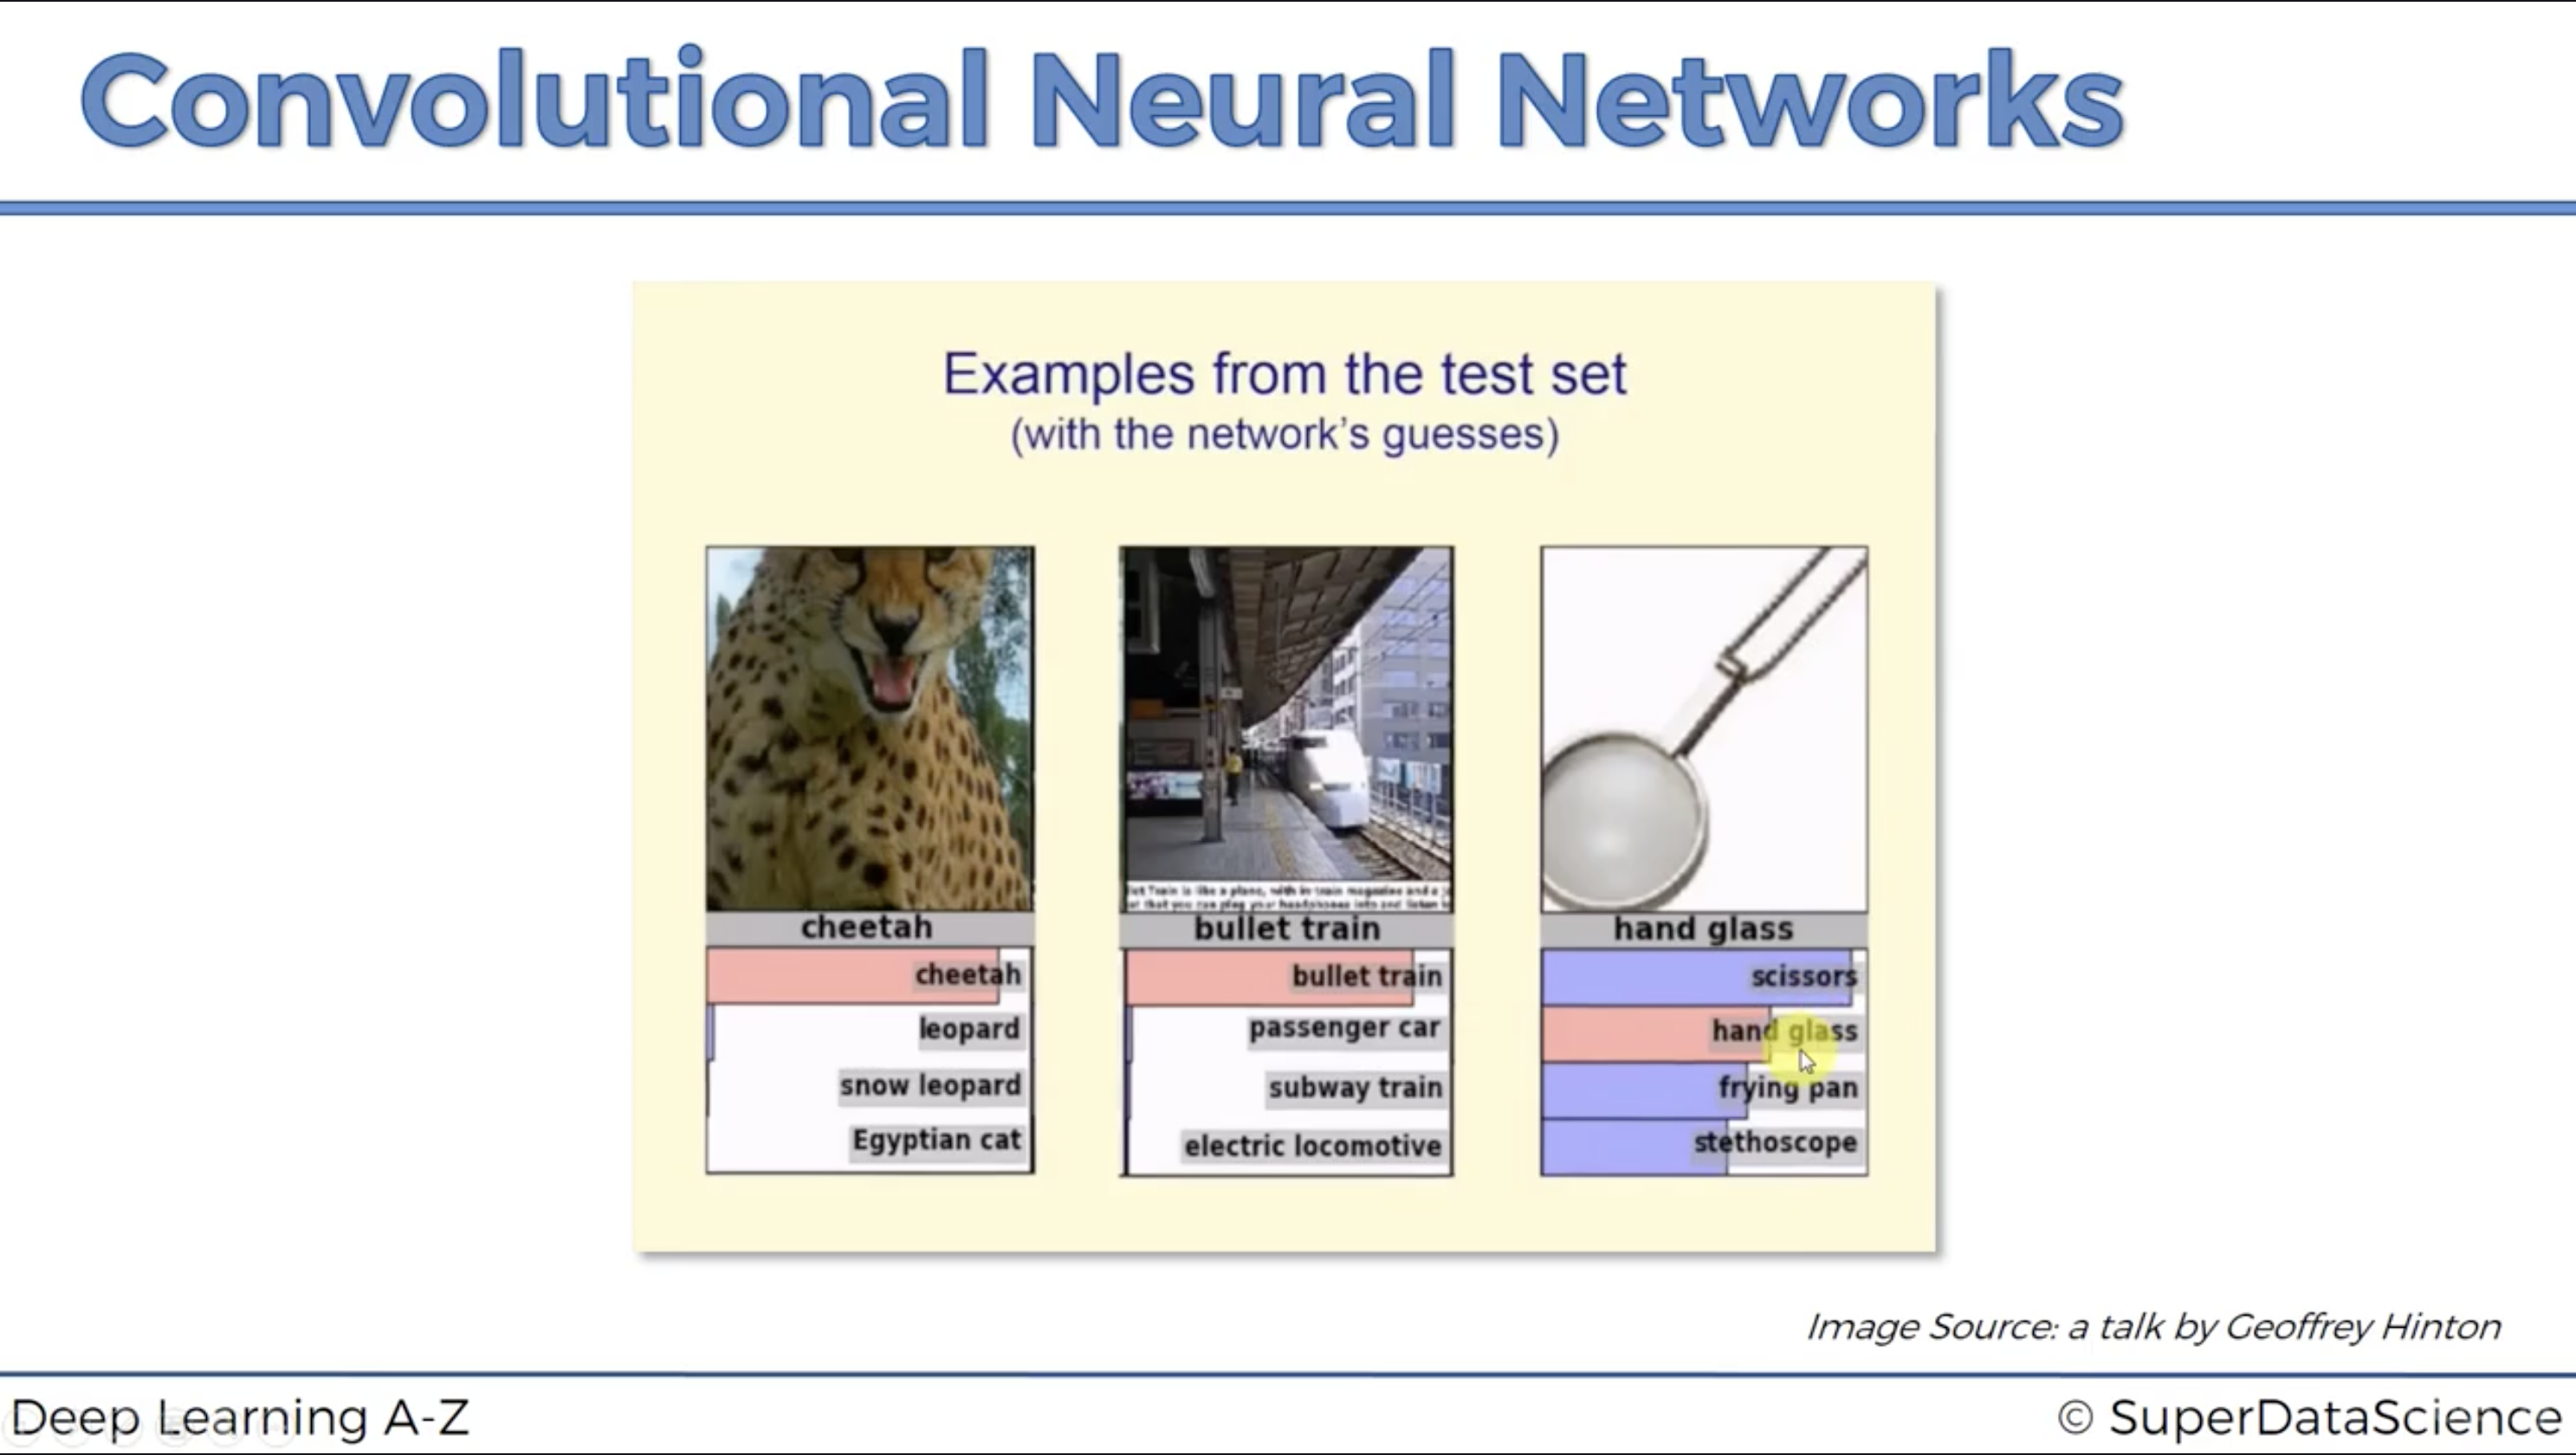 Convolutional Neural Networks
Examples from the test set
(with the network's guesses)
cheetah
cheetah
leopard
snow leopard
Egyptian cat
bullet train
bullet train
passenger car
subway train
electric locomotive
hand glass
scissors
hand glass
frying pan
stethoscope
Image Source: a talk by Geoffrey Hinton
Deep Learning A-Z
© SuperDataScience